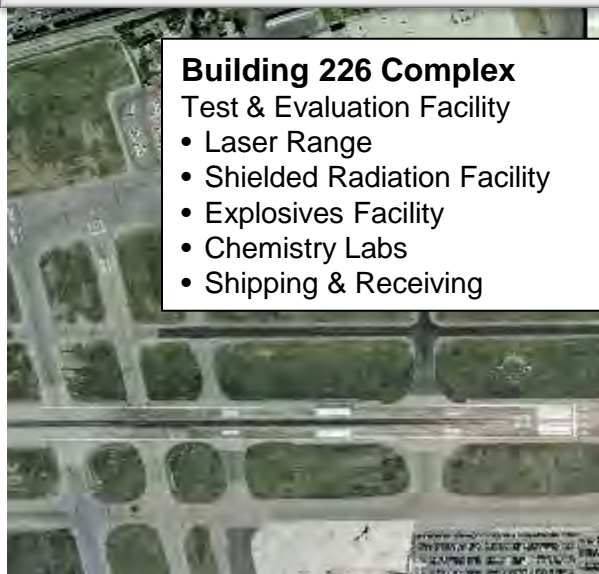 Building 226 Complex
Test & Evaluation Facility
• Laser Range
• Shielded Radiation Facility
• Explosives Facility
• Chemistry Labs
• Shipping & Receiving